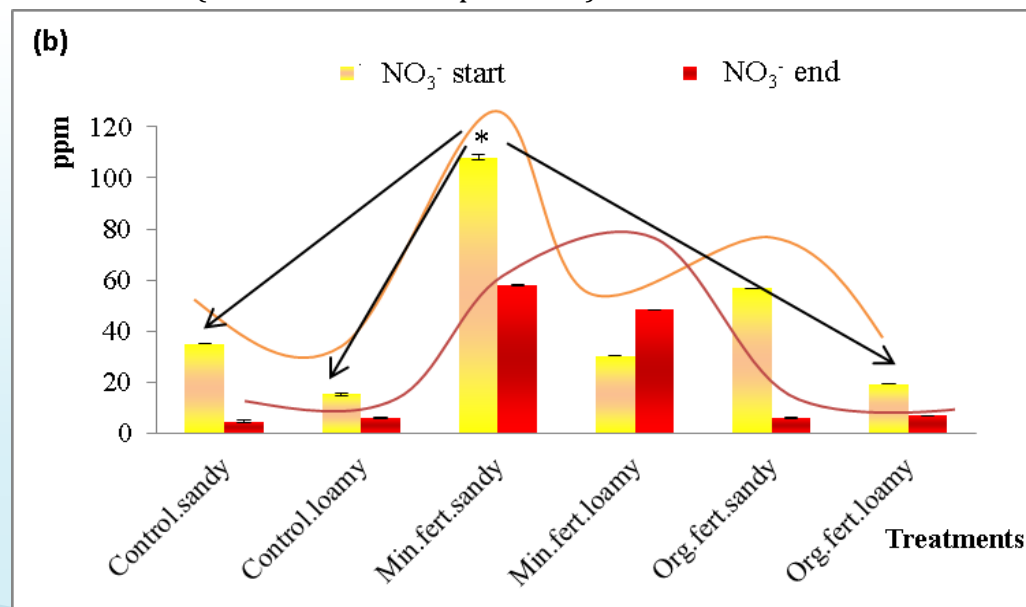 (b)
NO₃⁻ start
NO₃⁻ end
ppm
120
*
100
80
60
40
20
0
Control.sandy
Control.loamy
Min.fert.sandy
Min.fert.loamy
Org.fert.sandy
Org.fert.loamy
Treatments